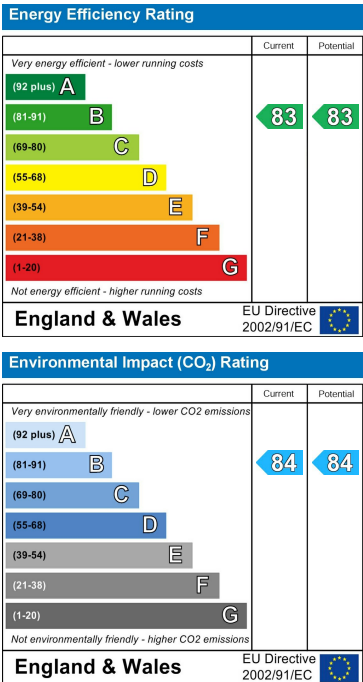 Energy Efficiency Rating
Current Potential
Very energy efficient - lower running costs
(92 plus) A
(81-91) B 83 83
(69-80) C
(55-68) D
(39-54) E
(21-38) F
(1-20) G
Not energy efficient - higher running costs
England & Wales
EU Directive
2002/91/EC
Environmental Impact (CO₂) Rating
Current Potential
Very environmentally friendly - lower CO2 emissions
(92 plus) A
(81-91) B 84 84
(69-80) C
(55-68) D
(39-54) E
(21-38) F
(1-20) G
Not environmentally friendly - higher CO2 emissions
England & Wales
EU Directive
2002/91/EC